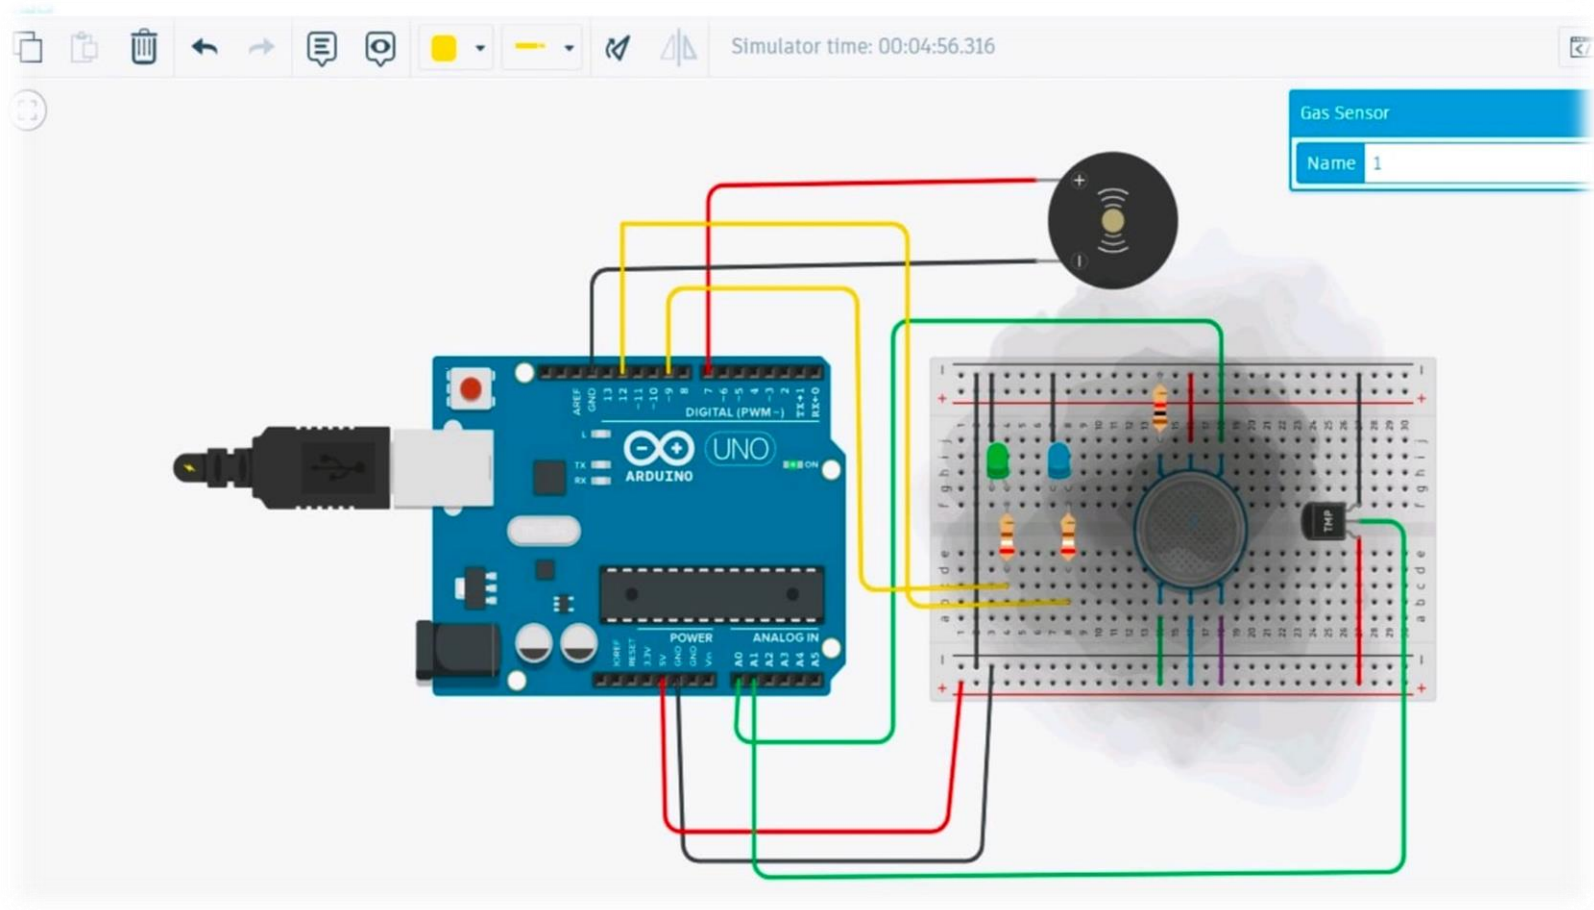 Simulator time: 00:04:56.316
Gas Sensor
Name 1
+
−
AREF
GND
13
12
~11
~10
~9
8
7
~6
~5
4
~3
2
TX→1
RX←0
DIGITAL (PWM~)
L
TX
RX
ARDUINO
UNO
ON
POWER
ANALOG IN
IOREF
RESET
3.3V
5V
GND
GND
Vin
A0
A1
A2
A3
A4
A5
TMP